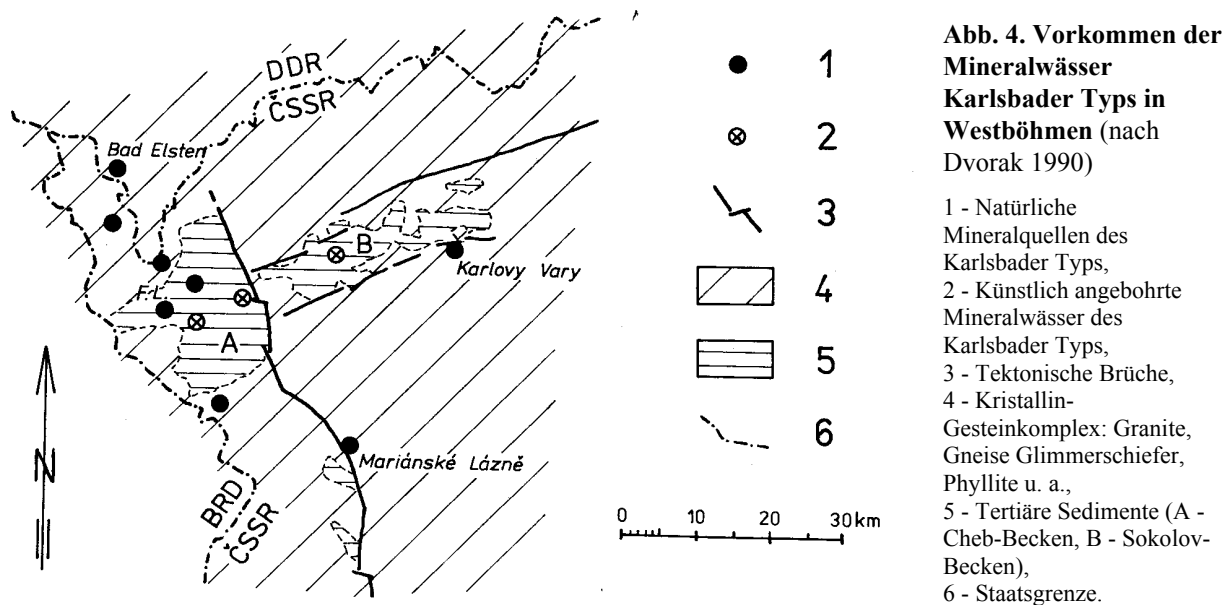 DDR
ČSSR
Bad Elster
F.L.
B
A
Karlovy Vary
Mariánské Lázně
BRD
ČSSR
N
1
2
3
4
5
6
0 10 20 30 km
Abb. 4. Vorkommen der
Mineralwässer
Karlsbader Typs in
Westböhmen (nach
Dvorak 1990)
1 - Natürliche
Mineralquellen des
Karlsbader Typs,
2 - Künstlich angebohrte
Mineralwässer des
Karlsbader Typs,
3 - Tektonische Brüche,
4 - Kristallin-
Gesteinkomplex: Granite,
Gneise Glimmerschiefer,
Phyllite u. a.,
5 - Tertiäre Sedimente (A -
Cheb-Becken, B - Sokolov-
Becken),
6 - Staatsgrenze.